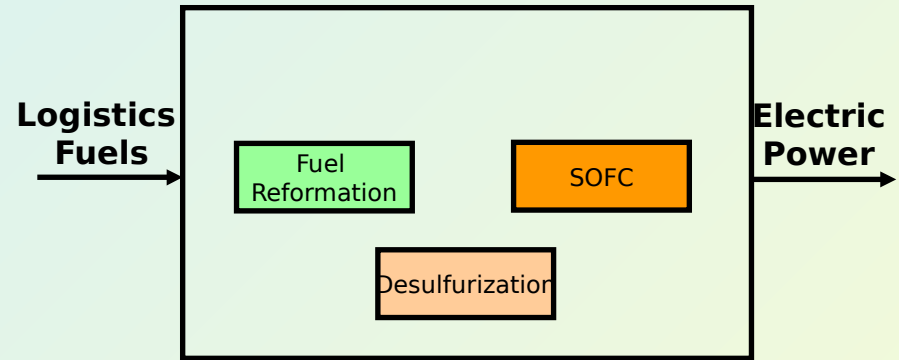 Logistics
Fuels
Fuel
Reformation
SOFC
Desulfurization
Electric
Power